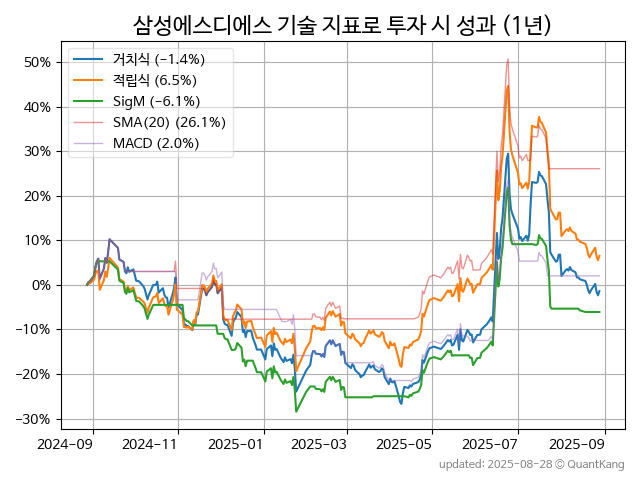 삼성에스디에스 기술 지표로 투자 시 성과 (1년)
거치식 (−1.4%)
적립식 (6.5%)
SigM (−6.1%)
SMA(20) (26.1%)
MACD (2.0%)
50%
40%
30%
20%
10%
0%
−10%
−20%
−30%
2024-09 2024-11 2025-01 2025-03 2025-05 2025-07 2025-09
updated: 2025-08-28 © QuantKang